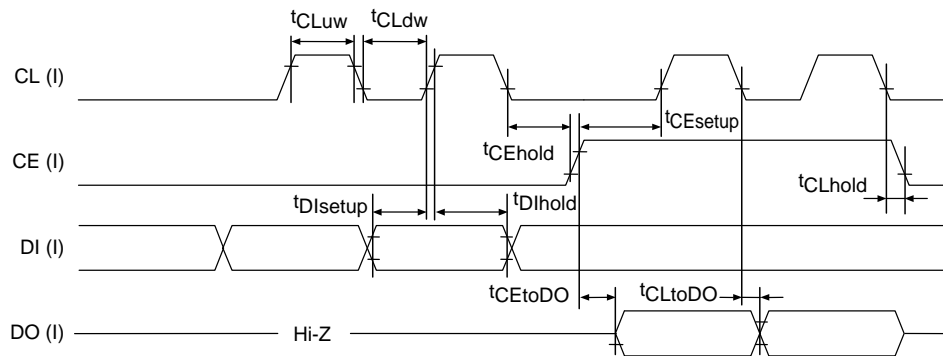 tCLuw
tCLdw
CL (I)
tCEhold
tCEsetup
CE (I)
tCLhold
tDIsetup
tDIhold
DI (I)
tCEtoDO
tCLtoDO
DO (I)
Hi-Z